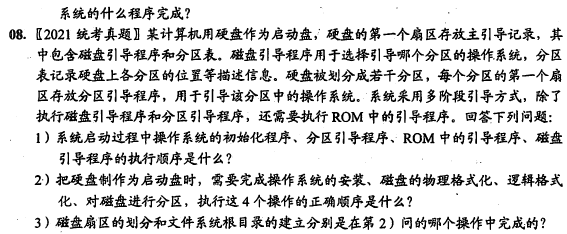 系统的什么程序完成?
08.〖2021 统考真题〗某计算机用硬盘作为启动盘,硬盘的第一个扇区存放主引导记录,其
中包含磁盘引导程序和分区表。磁盘引导程序用于选择引导哪个分区的操作系统,分区
表记录硬盘上各分区的位置等描述信息。硬盘被划分成若干分区,每个分区的第一个扇
区存放分区引导程序,用于引导该分区中的操作系统。系统采用多阶段引导方式,除了
执行磁盘引导程序和分区引导程序,还需要执行 ROM 中的引导程序。回答下列问题:
1)系统启动过程中操作系统的初始化程序、分区引导程序、ROM 中的引导程序、磁盘
引导程序的执行顺序是什么?
2)把硬盘制作为启动盘时,需要完成操作系统的安装、磁盘的物理格式化、逻辑格式
化、对磁盘进行分区,执行这 4 个操作的正确顺序是什么?
3)磁盘扇区的划分和文件系统根目录的建立分别是在第 2)问的哪个操作中完成的?